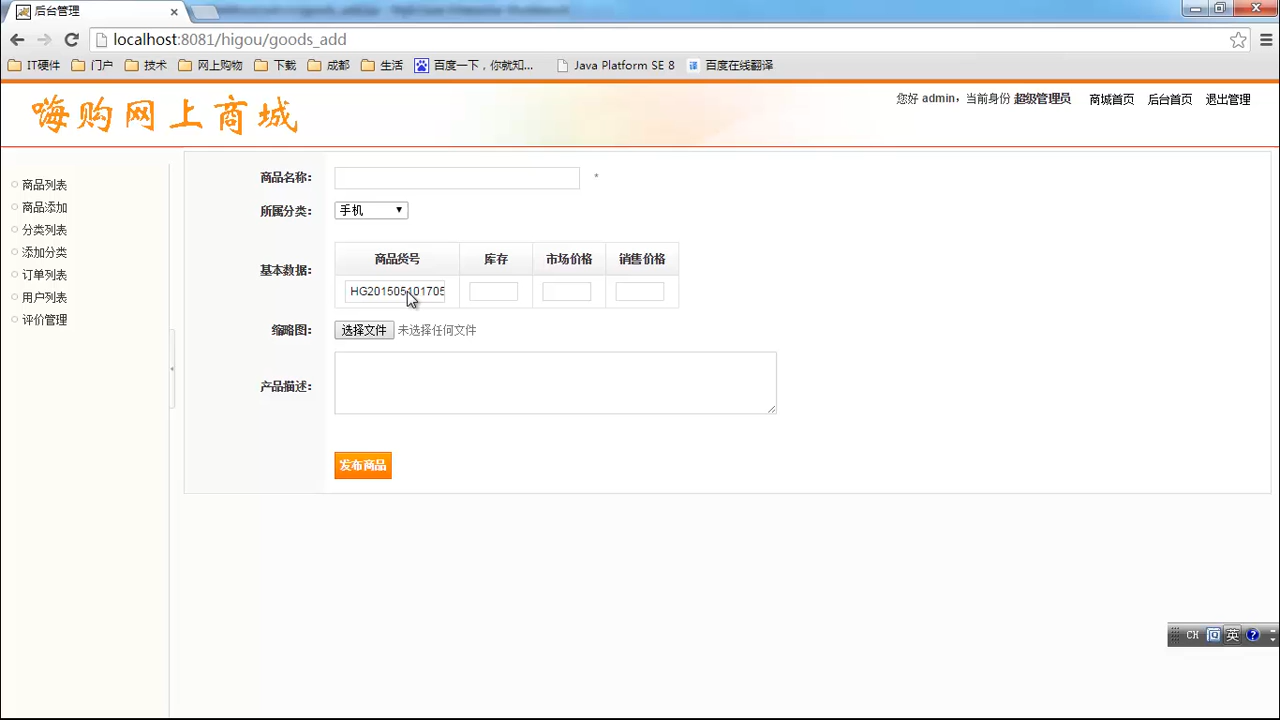 后台管理
localhost:8081/higou/goods_add
IT硬件 门户 技术 网上购物 下载 成都 生活 百度一下，你就知... Java Platform SE 8 百度在线翻译
嗨购网上商城
您好 admin，当前身份 超级管理员 商城首页 后台首页 退出管理
商品列表
商品添加
分类列表
添加分类
订单列表
用户列表
评价管理
商品名称： *
所属分类： 手机
基本数据：
商品货号 库存 市场价格 销售价格
HG201505101705
缩略图： 选择文件 未选择任何文件
产品描述：
发布商品
CH 英